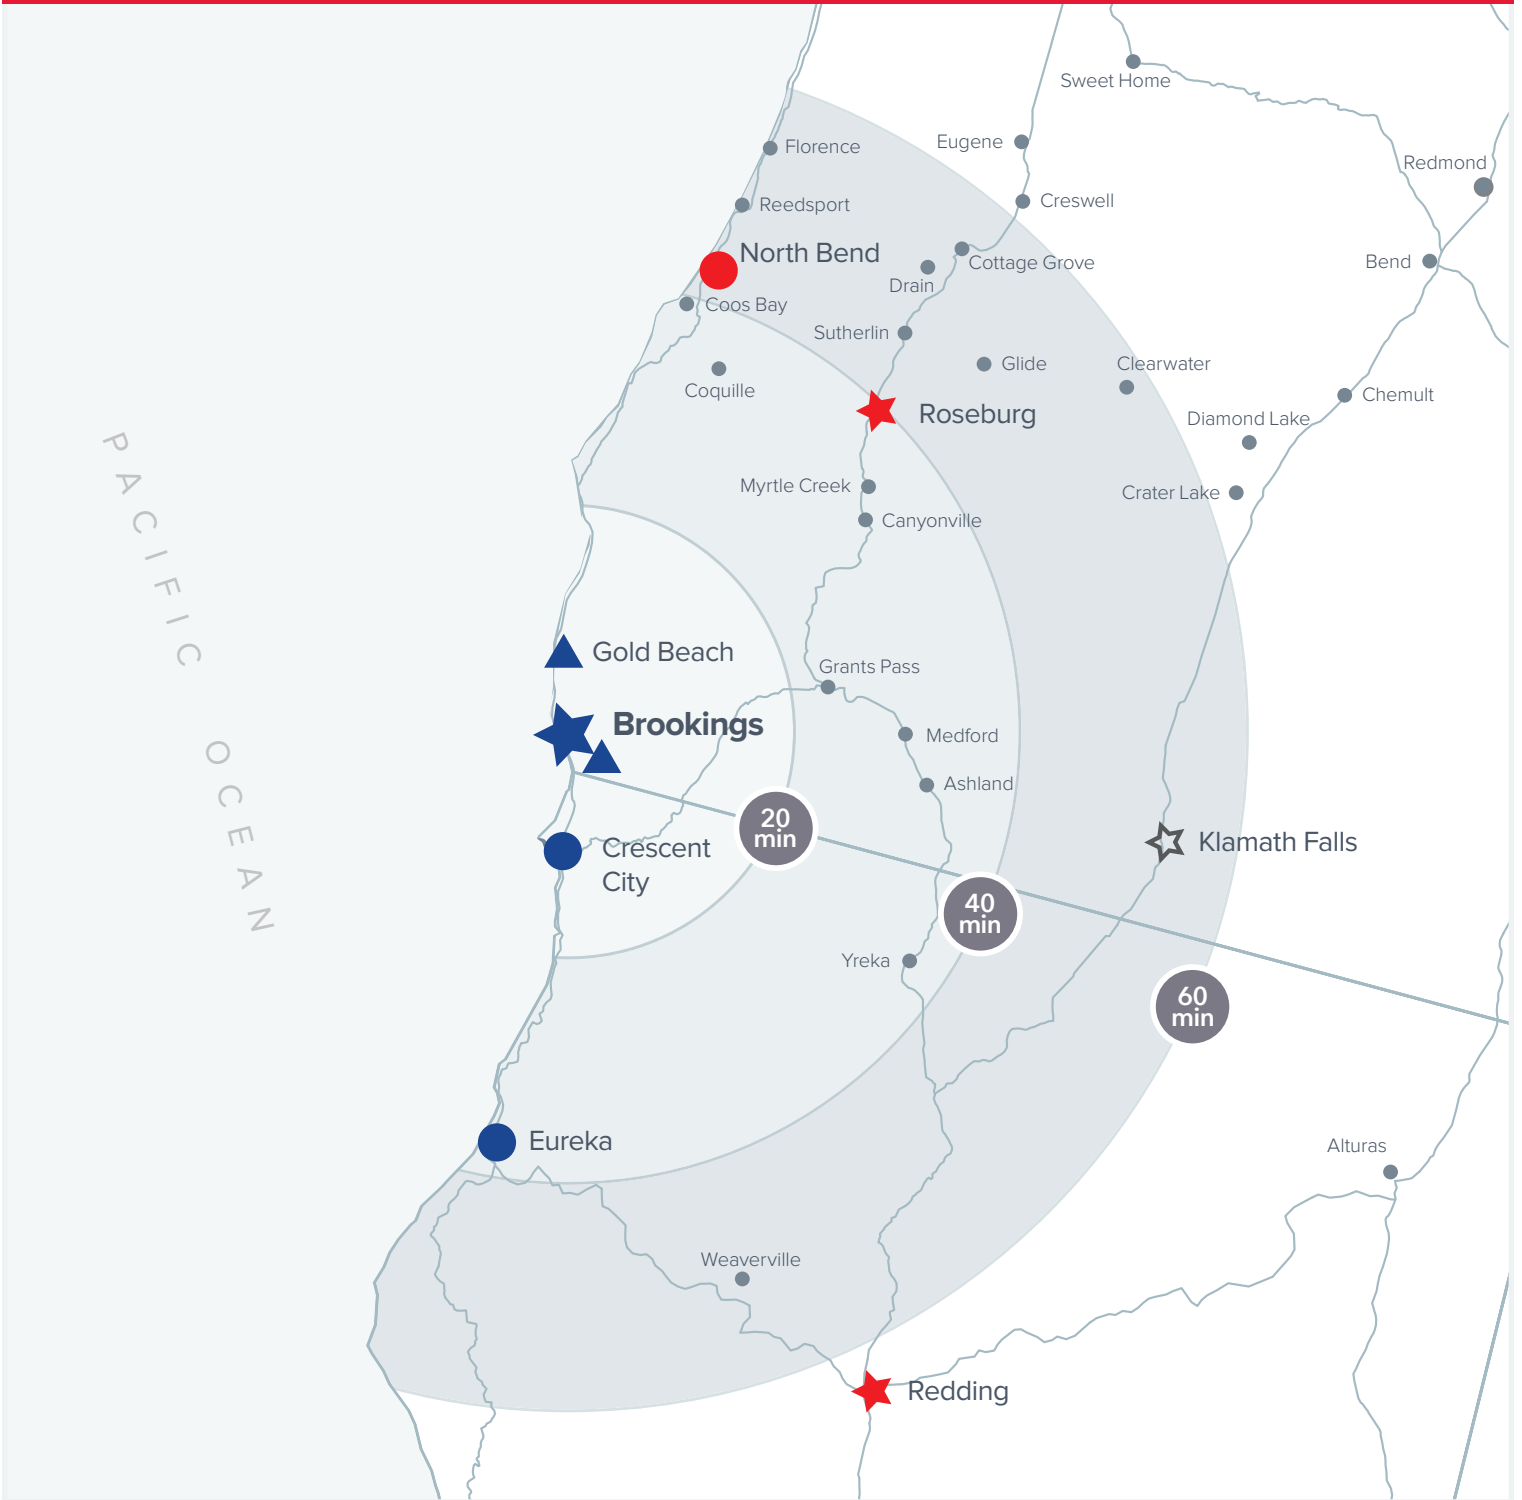 Sweet Home
Eugene
Florence
Redmond
Creswell
Reedsport
North Bend
Cottage Grove
Bend
Drain
Coos Bay
Sutherlin
Glide
Clearwater
Coquille
Chemult
Roseburg
Diamond Lake
Myrtle Creek
Crater Lake
Canyonville
PACIFIC OCEAN
Gold Beach
Grants Pass
Brookings
Medford
Ashland
20
min
Klamath Falls
Crescent
City
40
min
Yreka
60
min
Eureka
Alturas
Weaverville
Redding